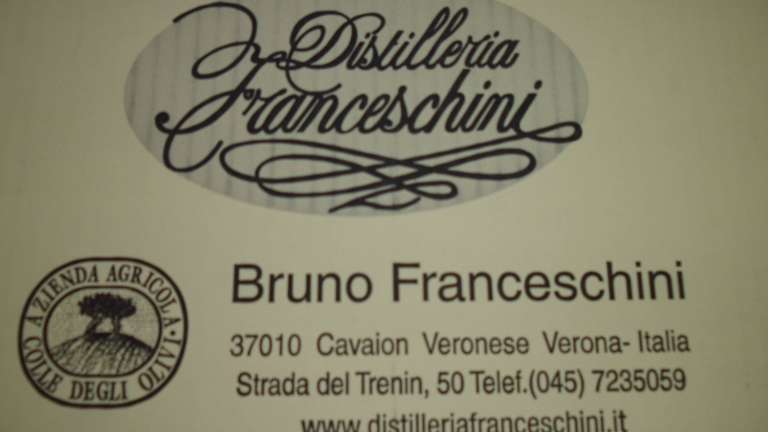 Distilleria
Franceschini
AZIENDA AGRICOLA · COLLE DEGLI OLIVI ·
Bruno Franceschini
37010 Cavaion Veronese Verona- Italia
Strada del Trenin, 50 Telef.(045) 7235059
www.distilleriafranceschini.it